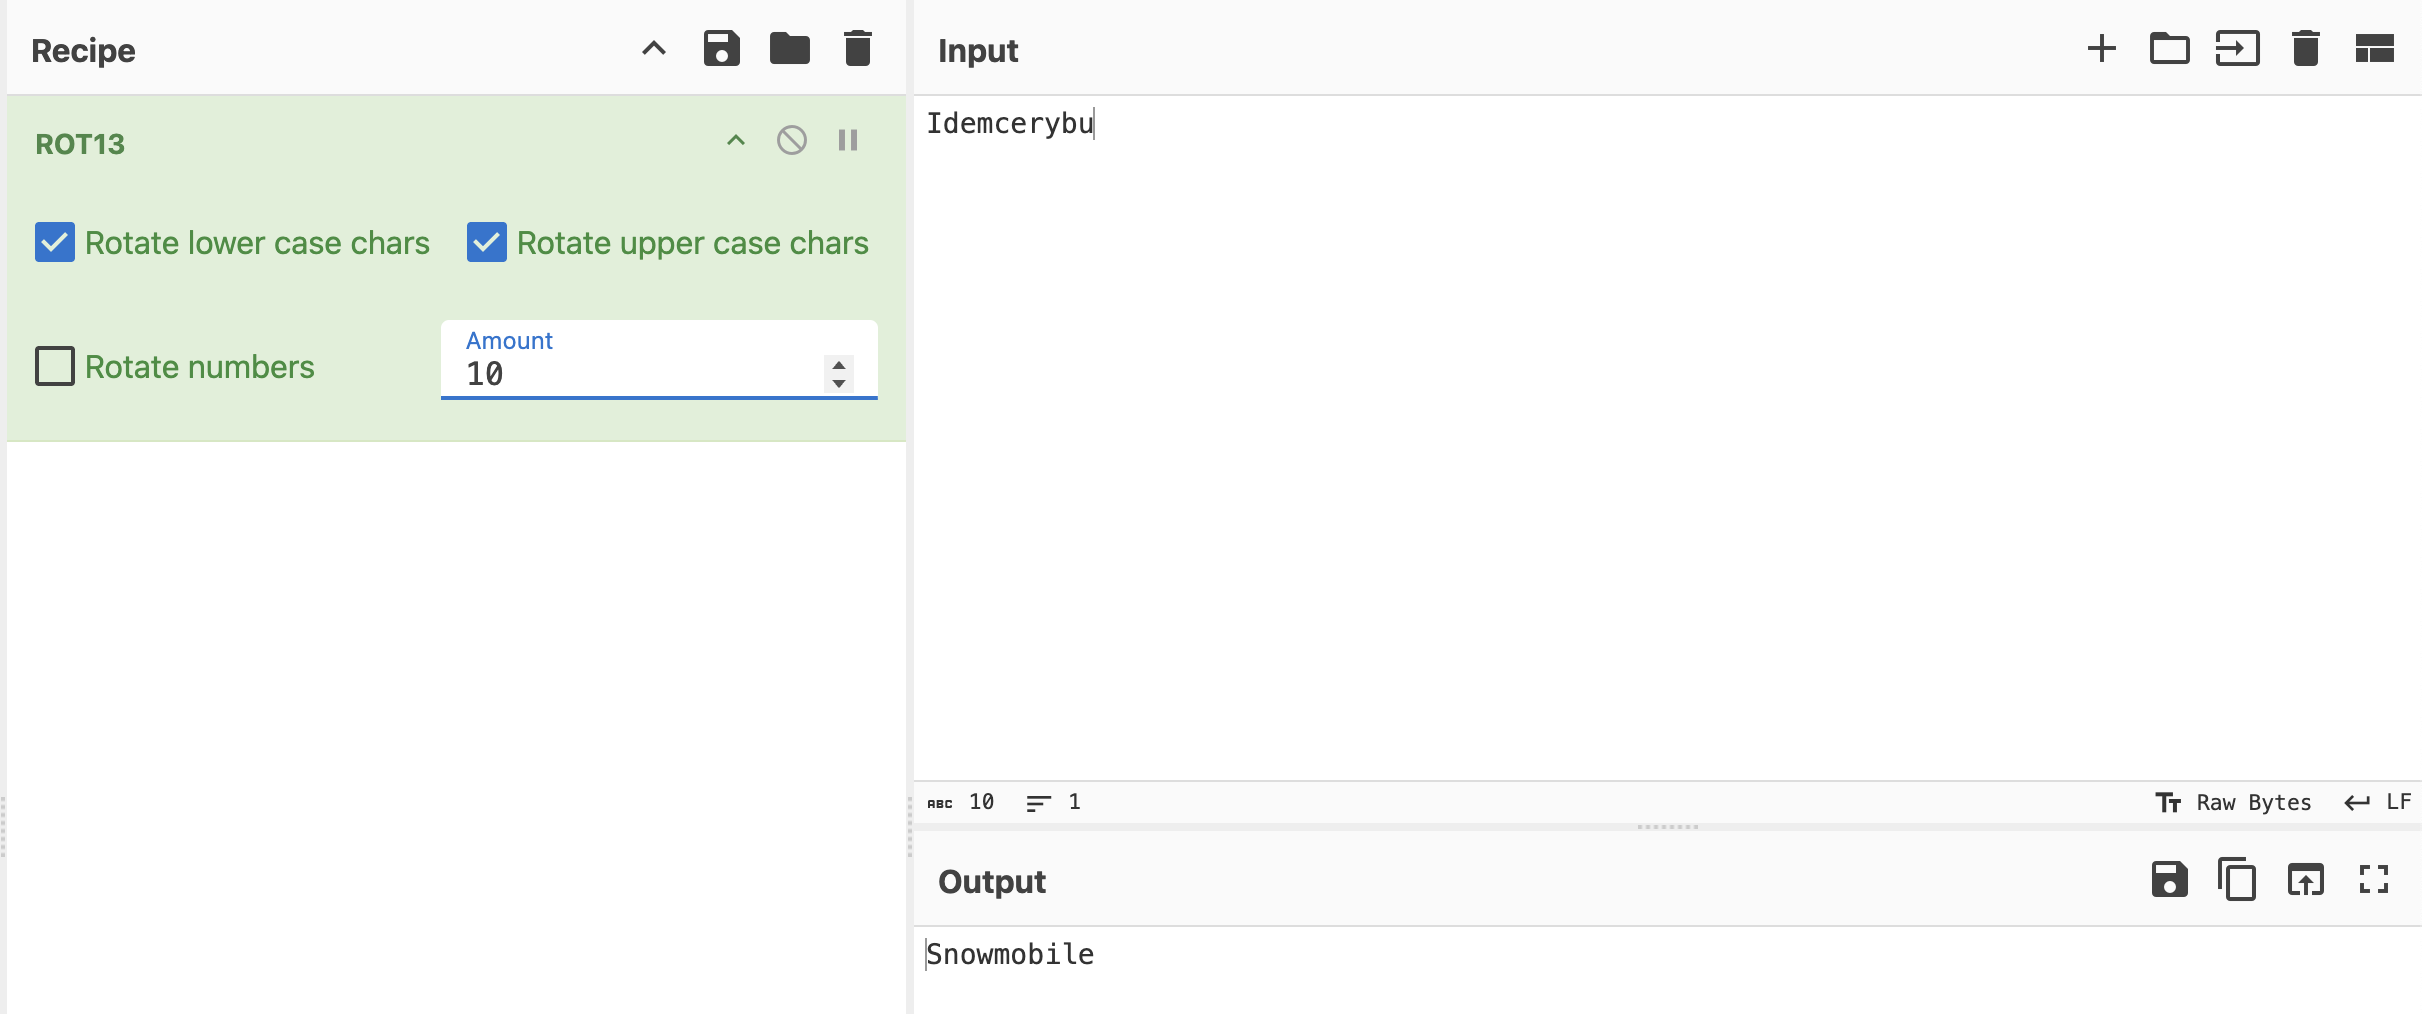 Recipe
ROT13
Rotate lower case chars
Rotate upper case chars
Rotate numbers
Amount
10
Input
Idemcerybu
ABC 10 1
Raw Bytes LF
Output
Snowmobile